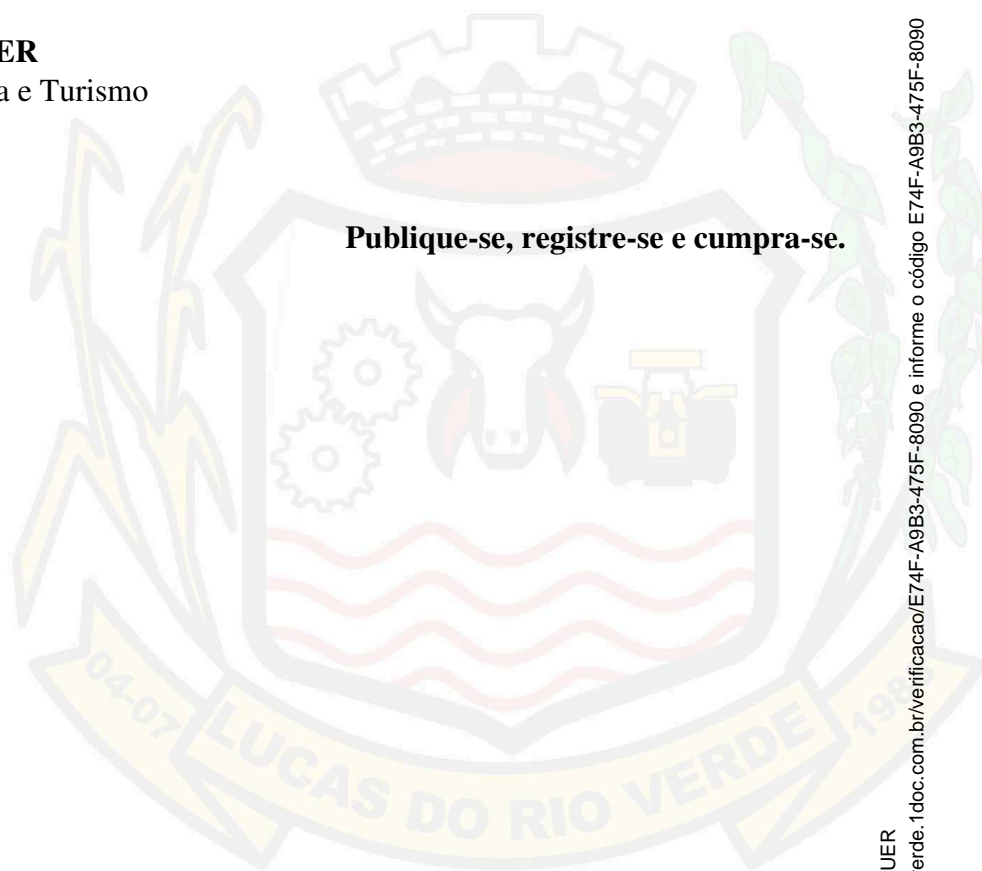 ER
a e Turismo
Publique-se, registre-se e cumpra-se.
04-07
LUCAS DO RIO VERDE
1988
UER
erde.1doc.com.br/verificacao/E74F-A9B3-475F-8090 e informe o código E74F-A9B3-475F-8090